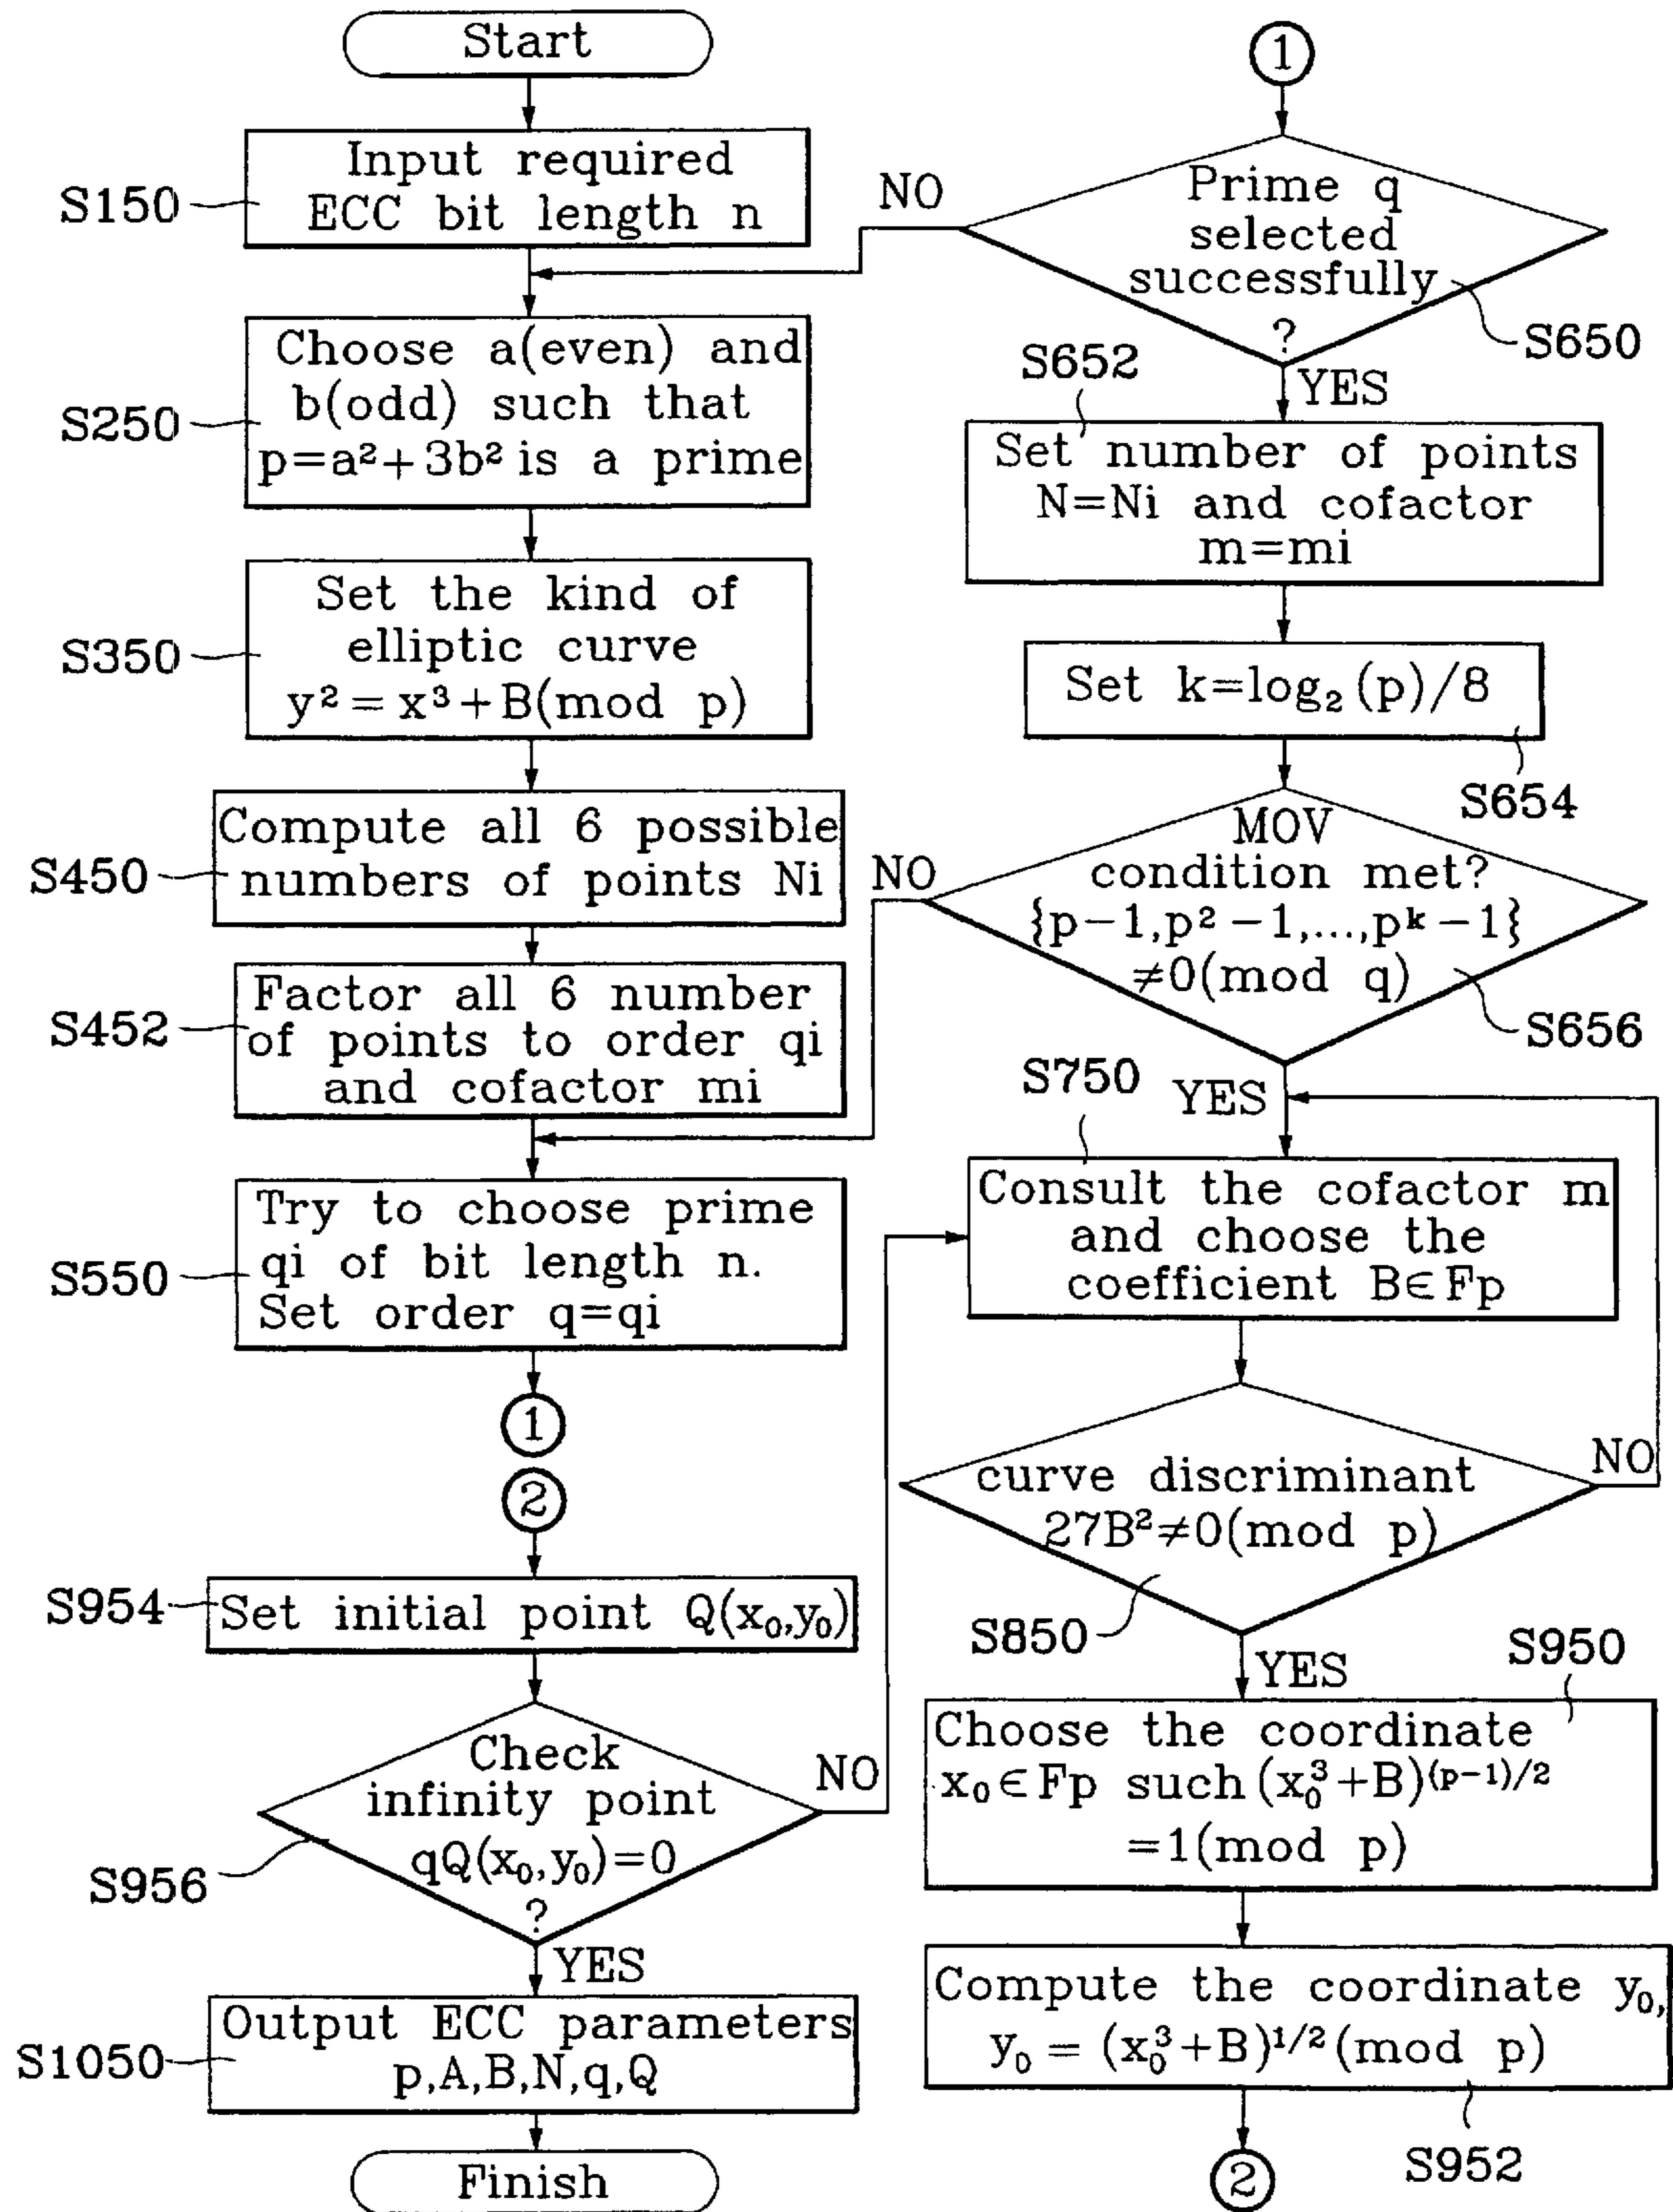 Start
S150
Input required
ECC bit length n
S250
Choose a(even) and
b(odd) such that
p=a²+3b² is a prime
S350
Set the kind of
elliptic curve
y²=x³+B(mod p)
S450
Compute all 6 possible
numbers of points Ni
S452
Factor all 6 number
of points to order qi
and cofactor mi
S550
Try to choose prime
qi of bit length n.
Set order q=qi
1
2
S954
Set initial point Q(x₀,y₀)
Check
infinity point
qQ(x₀,y₀)=0
?
S956
NO
YES
S1050
Output ECC parameters
p,A,B,N,q,Q
Finish
1
NO
Prime q
selected
successfully
?
S650
S652
YES
Set number of points
N=Ni and cofactor
m=mi
Set k=log₂(p)/8
S654
MOV
NO
condition met?
{p-1,p²-1,...,pᵏ-1}
≠0(mod q)
S656
S750
YES
Consult the cofactor m
and choose the
coefficient B∈Fp
NO
curve discriminant
27B²≠0(mod p)
S850
YES
S950
Choose the coordinate
x₀∈Fp such (x₀³+B)⁽ᵖ⁻¹⁾/²
=1(mod p)
Compute the coordinate y₀,
y₀=(x₀³+B)¹/²(mod p)
S952
2